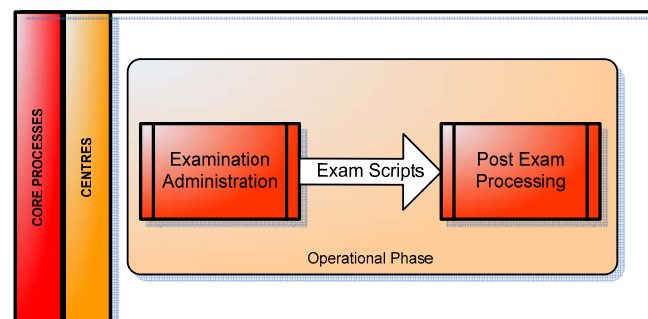 CORE PROCESSES
CENTRES
Examination
Administration
Exam Scripts
Post Exam
Processing
Operational Phase